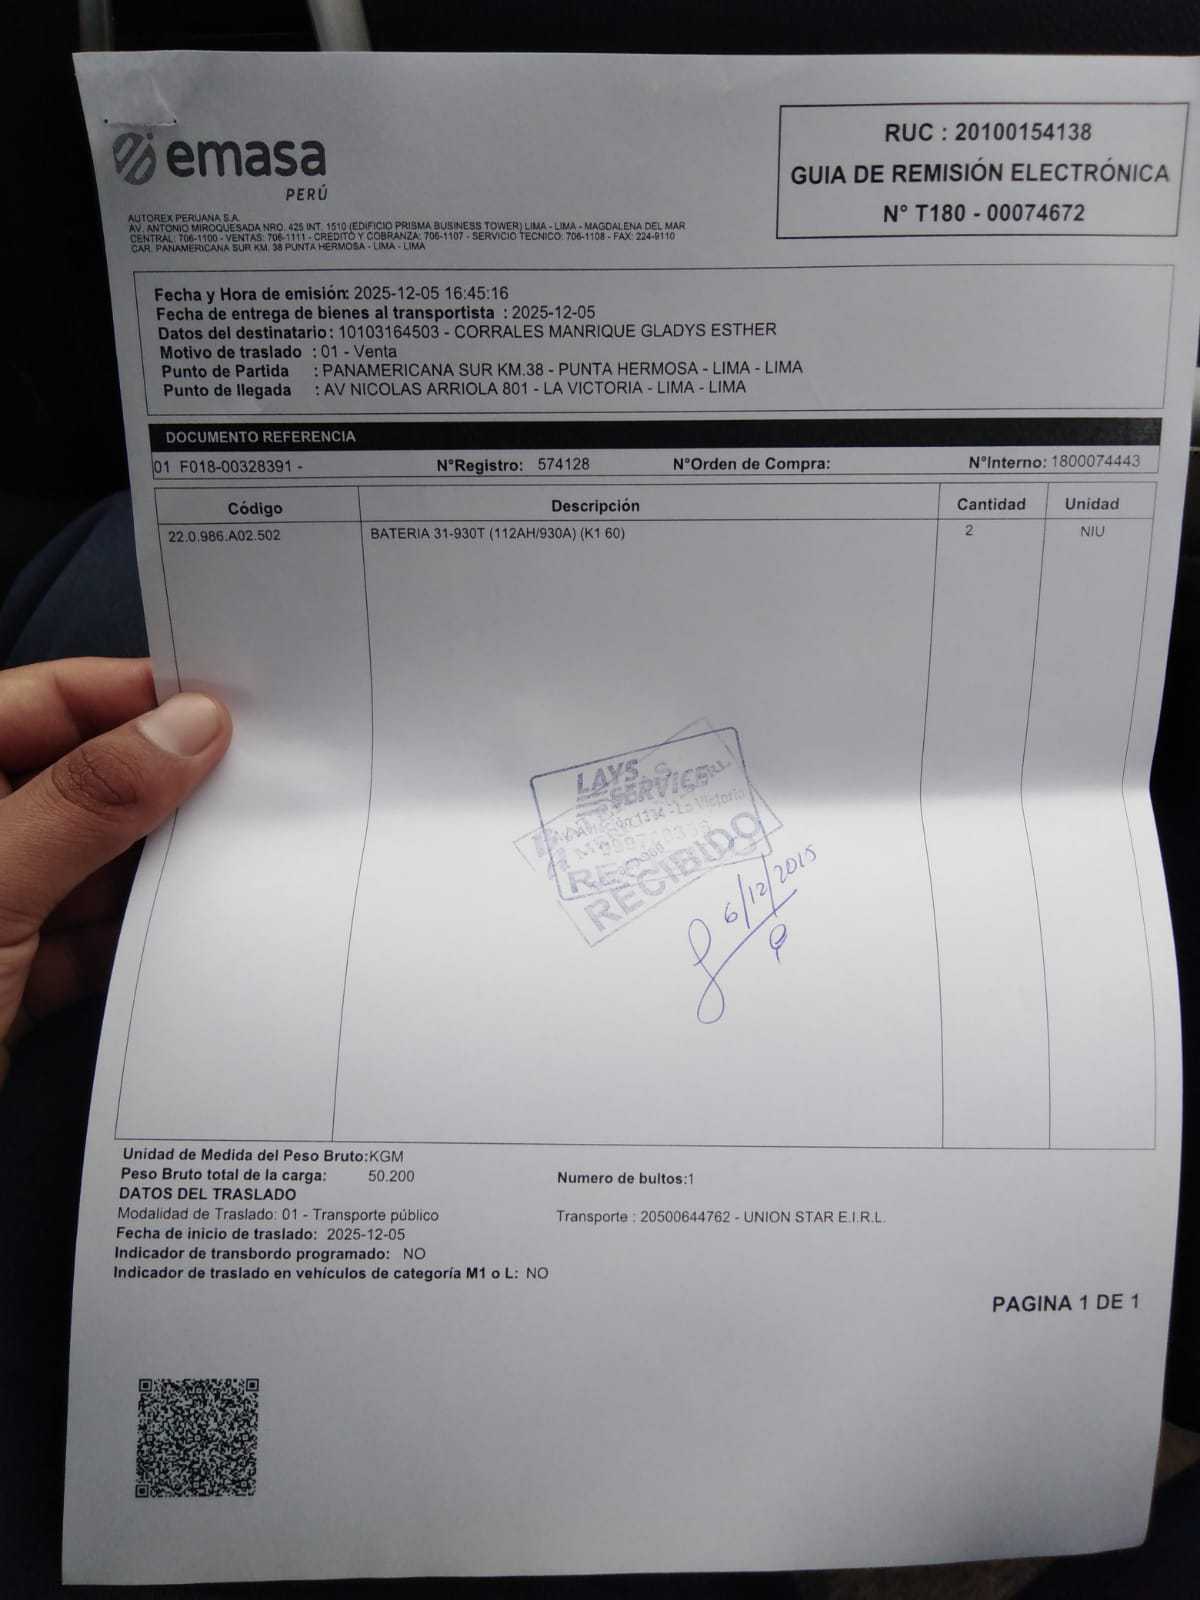 emasa
PERÚ
RUC : 20100154138
GUIA DE REMISIÓN ELECTRÓNICA
N° T180 - 00074672
AUTOREX PERUANA S.A.
AV. ANTONIO MIROQUESADA NRO. 425 INT. 1510 (EDIFICIO PRISMA BUSINESS TOWER) LIMA - LIMA - MAGDALENA DEL MAR
CENTRAL: 706-1100 - VENTAS: 706-1111 - CREDITO Y COBRANZA: 706-1107 - SERVICIO TECNICO: 706-1108 - FAX: 224-9110
CAR. PANAMERICANA SUR KM. 38 PUNTA HERMOSA - LIMA - LIMA
Fecha y Hora de emisión: 2025-12-05 16:45:16
Fecha de entrega de bienes al transportista : 2025-12-05
Datos del destinatario : 10103164503 - CORRALES MANRIQUE GLADYS ESTHER
Motivo de traslado : 01 - Venta
Punto de Partida : PANAMERICANA SUR KM.38 - PUNTA HERMOSA - LIMA - LIMA
Punto de llegada : AV NICOLAS ARRIOLA 801 - LA VICTORIA - LIMA - LIMA
DOCUMENTO REFERENCIA
01 F018-00328391 - N°Registro: 574128 N°Orden de Compra: N°Interno: 1800074443
Código Descripción Cantidad Unidad
22.0.986.A02.502 BATERIA 31-930T (112AH/930A) (K1 60) 2 NIU
LAYS
SERVICE
La Victoria
RECIBIDO
6/12/2015
Unidad de Medida del Peso Bruto:KGM
Peso Bruto total de la carga: 50.200 Numero de bultos:1
DATOS DEL TRASLADO
Modalidad de Traslado: 01 - Transporte público Transporte : 20500644762 - UNION STAR E.I.R.L.
Fecha de inicio de traslado: 2025-12-05
Indicador de transbordo programado: NO
Indicador de traslado en vehículos de categoría M1 o L: NO
PAGINA 1 DE 1